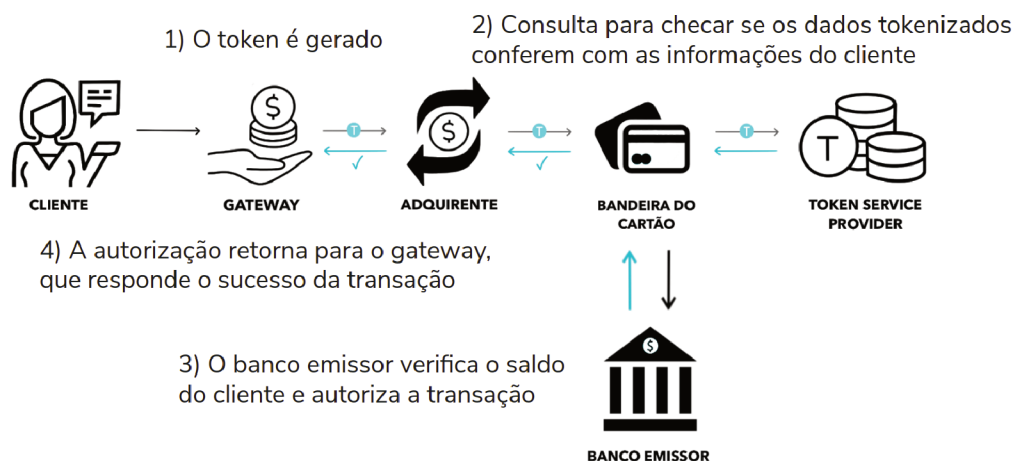 1) O token é gerado
2) Consulta para checar se os dados tokenizados
conferem com as informações do cliente
$
$
T
T
T
T
CLIENTE
GATEWAY
ADQUIRENTE
BANDEIRA DO
CARTÃO
TOKEN SERVICE
PROVIDER
4) A autorização retorna para o gateway,
que responde o sucesso da transação
3) O banco emissor verifica o saldo
do cliente e autoriza a transação
$
BANCO EMISSOR